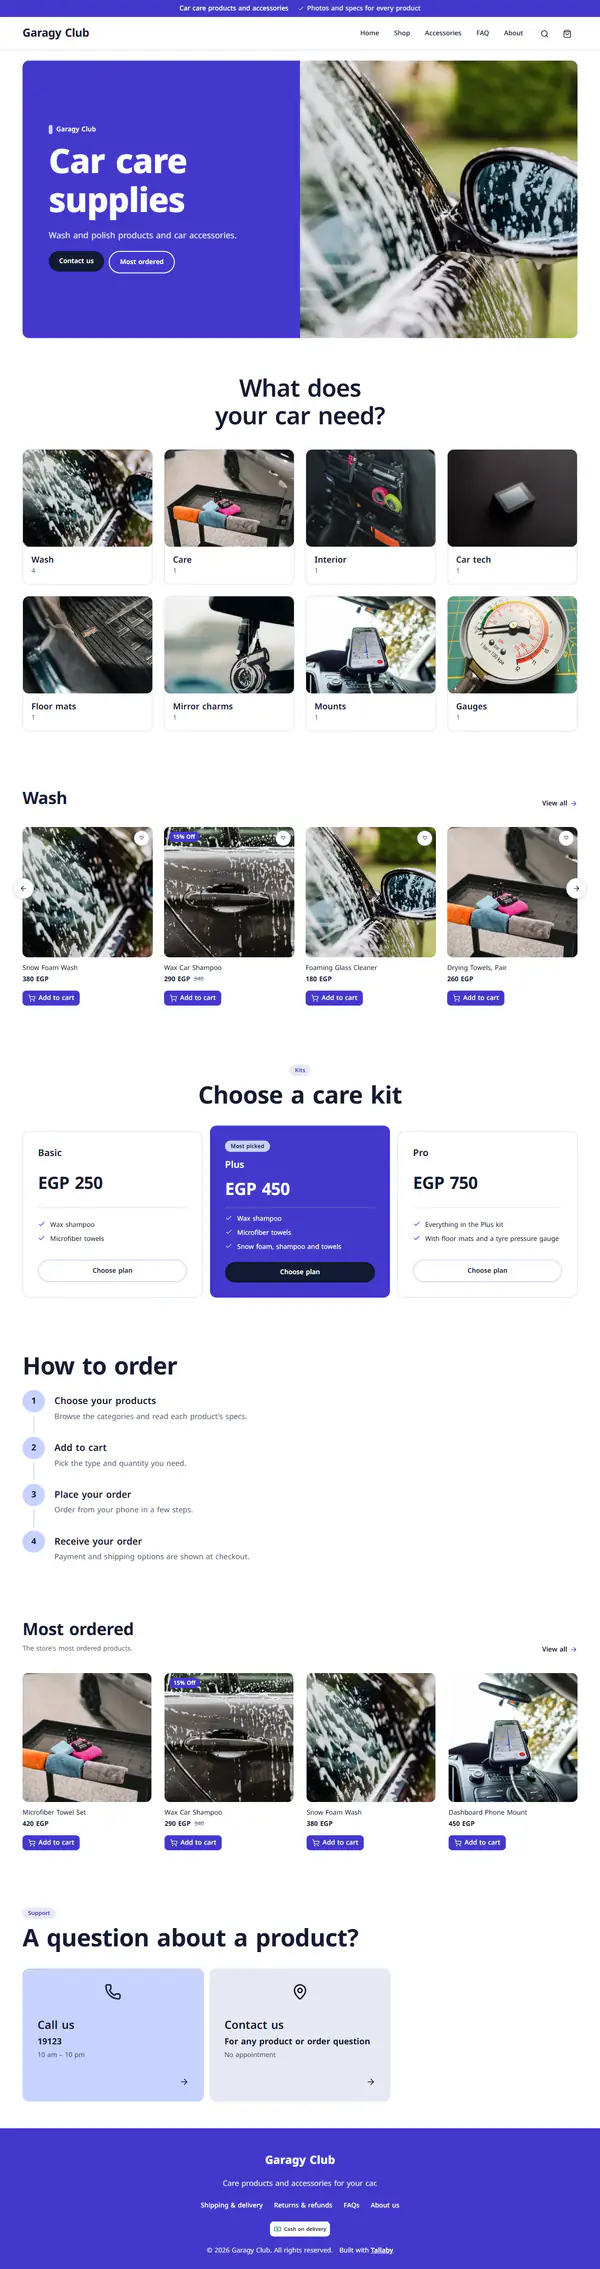 Car care products and accessories ✓ Photos and specs for every product
Garagy Club
Home Shop Accessories FAQ About
Garagy Club
Car care
supplies
Wash and polish products and car accessories.
Contact us Most ordered
What does
your car need?
Wash
4
Care
1
Interior
1
Car tech
1
Floor mats
1
Mirror charms
1
Mounts
1
Gauges
1
Wash
View all →
15% Off
Snow Foam Wash
380 EGP
Add to cart
Wax Car Shampoo
290 EGP 340
Add to cart
Foaming Glass Cleaner
180 EGP
Add to cart
Drying Towels, Pair
260 EGP
Add to cart
Kits
Choose a care kit
Basic
EGP 250
Wax shampoo
Microfiber towels
Choose plan
Most picked
Plus
EGP 450
Wax shampoo
Microfiber towels
Snow foam, shampoo and towels
Choose plan
Pro
EGP 750
Everything in the Plus kit
With floor mats and a tyre pressure gauge
Choose plan
How to order
1 Choose your products
Browse the categories and read each product's specs.
2 Add to cart
Pick the type and quantity you need.
3 Place your order
Order from your phone in a few steps.
4 Receive your order
Payment and shipping options are shown at checkout.
Most ordered
The store's most ordered products.
View all →
15% Off
Microfiber Towel Set
420 EGP
Add to cart
Wax Car Shampoo
290 EGP 340
Add to cart
Snow Foam Wash
380 EGP
Add to cart
Dashboard Phone Mount
450 EGP
Add to cart
Support
A question about a product?
Call us
19123
10 am – 10 pm
Contact us
For any product or order question
No appointment
Garagy Club
Care products and accessories for your car.
Shipping & delivery Returns & refunds FAQs About us
Cash on delivery
© 2026 Garagy Club. All rights reserved. Built with Tallaby